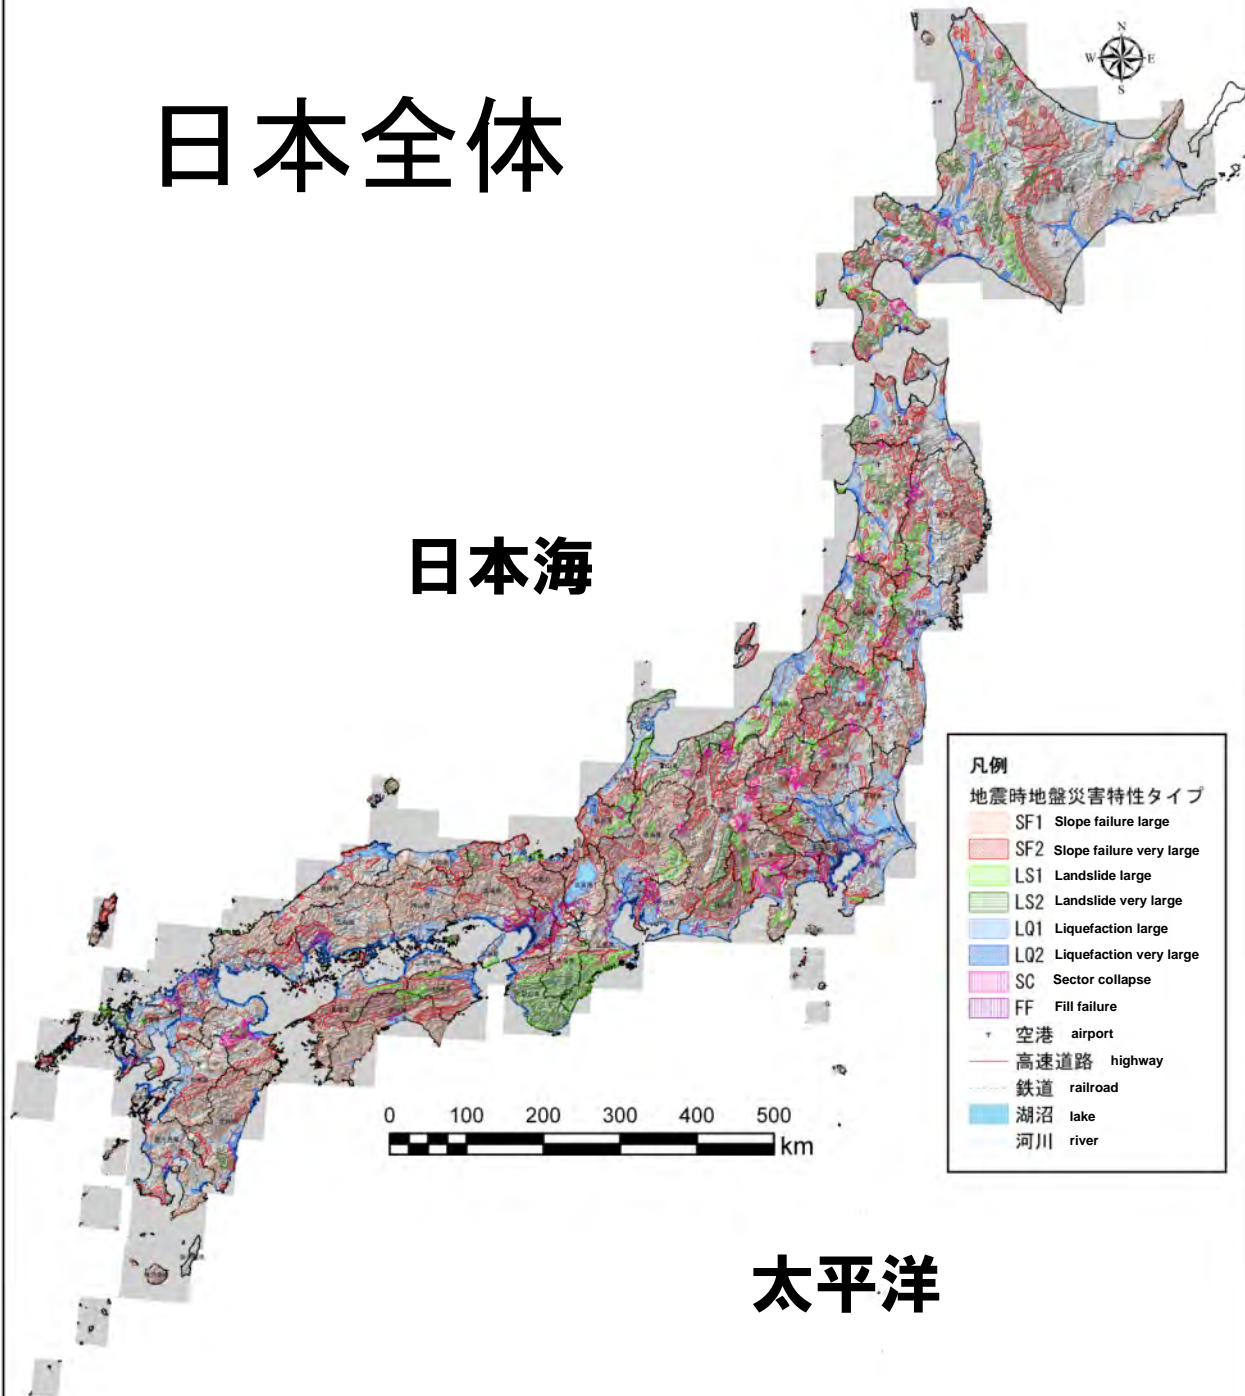 日本全体
N
W E
S
日本海
凡例
地震時地盤災害特性タイプ
SF1 Slope failure large
SF2 Slope failure very large
LS1 Landslide large
LS2 Landslide very large
LQ1 Liquefaction large
LQ2 Liquefaction very large
SC Sector collapse
FF Fill failure
空港 airport
高速道路 highway
鉄道 railroad
湖沼 lake
河川 river
0 100 200 300 400 500
km
太平洋